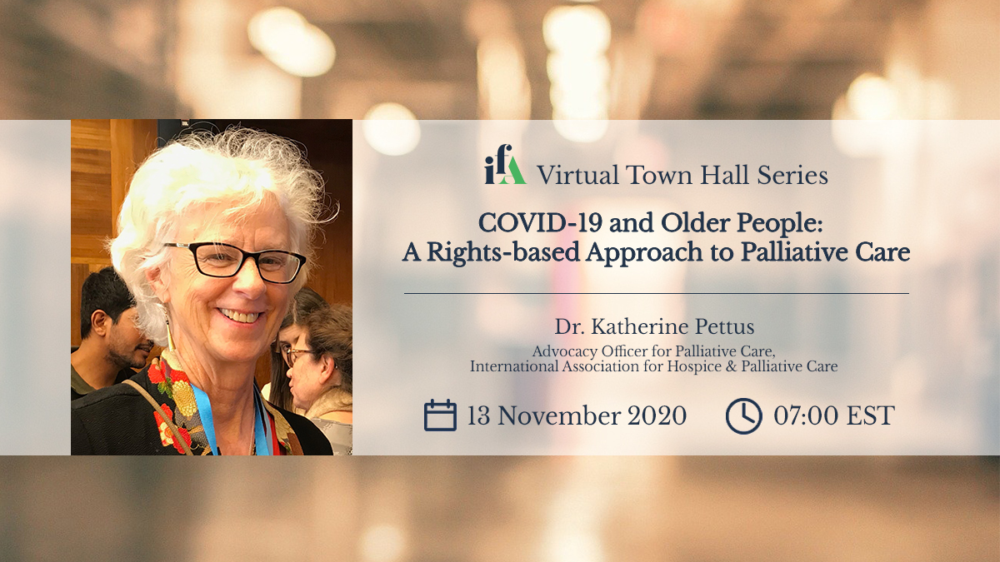 ifA Virtual Town Hall Series
COVID-19 and Older People:
A Rights-based Approach to Palliative Care
Dr. Katherine Pettus
Advocacy Officer for Palliative Care,
International Association for Hospice & Palliative Care
13 November 2020
07:00 EST